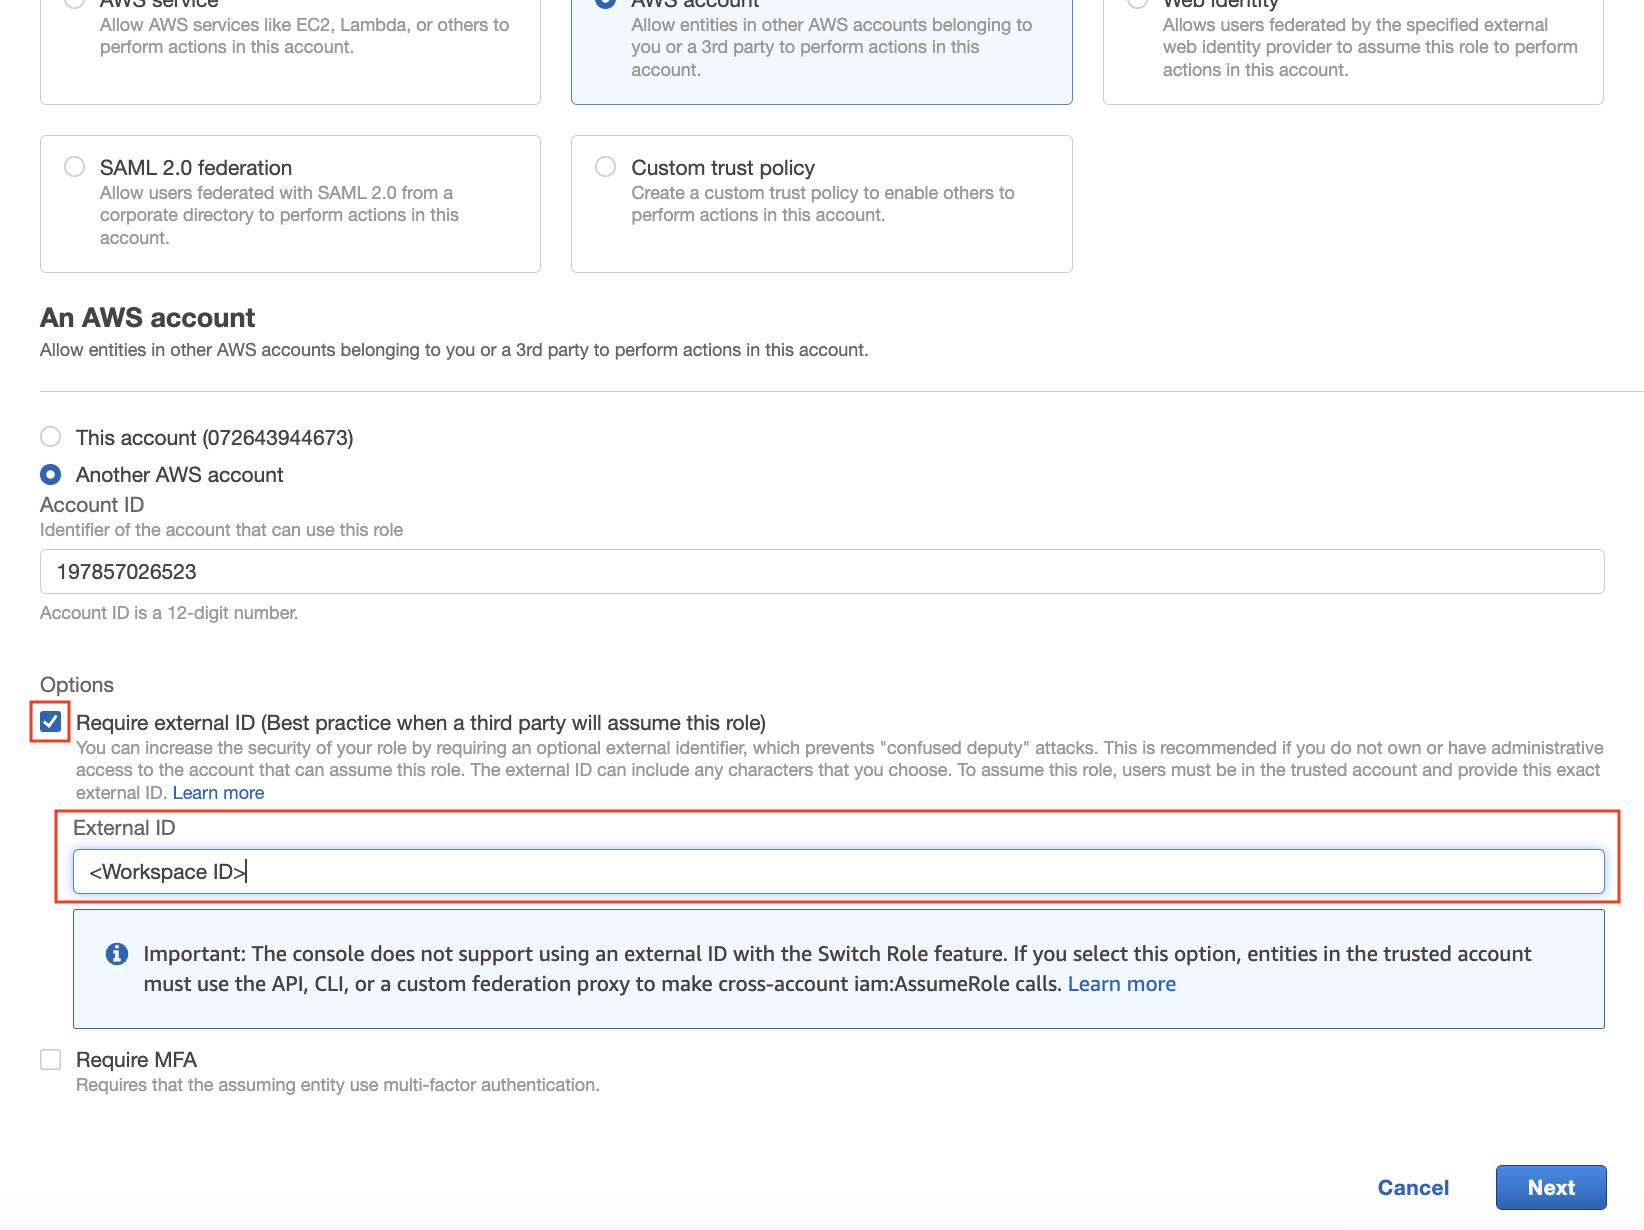 AWS service
Allow AWS services like EC2, Lambda, or others to
perform actions in this account.
AWS account
Allow entities in other AWS accounts belonging to
you or a 3rd party to perform actions in this
account.
Web identity
Allows users federated by the specified external
web identity provider to assume this role to perform
actions in this account.
SAML 2.0 federation
Allow users federated with SAML 2.0 from a
corporate directory to perform actions in this
account.
Custom trust policy
Create a custom trust policy to enable others to
perform actions in this account.
An AWS account
Allow entities in other AWS accounts belonging to you or a 3rd party to perform actions in this account.
This account (072643944673)
Another AWS account
Account ID
Identifier of the account that can use this role
197857026523
Account ID is a 12-digit number.
Options
Require external ID (Best practice when a third party will assume this role)
You can increase the security of your role by requiring an optional external identifier, which prevents "confused deputy" attacks. This is recommended if you do not own or have administrative
access to the account that can assume this role. The external ID can include any characters that you choose. To assume this role, users must be in the trusted account and provide this exact
external ID. Learn more
External ID
<Workspace ID>
Important: The console does not support using an external ID with the Switch Role feature. If you select this option, entities in the trusted account
must use the API, CLI, or a custom federation proxy to make cross-account iam:AssumeRole calls. Learn more
Require MFA
Requires that the assuming entity use multi-factor authentication.
Cancel
Next